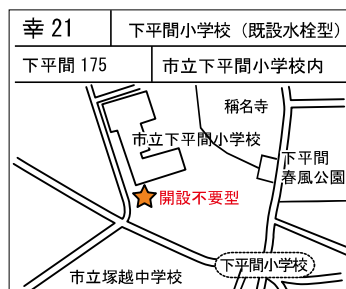 幸 21
下平間小学校（既設水栓型）
下平間 175
市立下平間小学校内
稱名寺
市立下平間小学校
下平間
春風公園
開設不要型
下平間小学校
市立塚越中学校